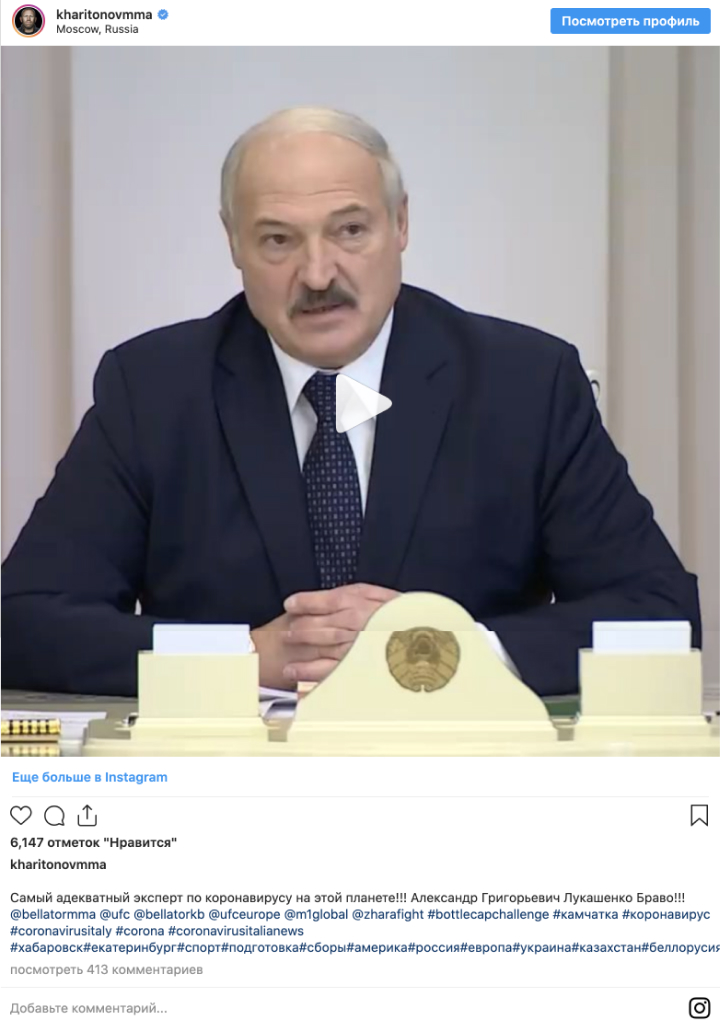 kharitonovmma
Moscow, Russia
Посмотреть профиль
Еще больше в Instagram
6,147 отметок "Нравится"
kharitonovmma
Самый адекватный эксперт по коронавирусу на этой планете!!! Александр Григорьевич Лукашенко Браво!!!
@bellatormma @ufc @bellatorkb @ufceurope @m1global @zharafight #bottlecapchallenge #камчатка #коронавирус
#coronavirusitaly #corona #coronavirusitalianews
#хабаровск#екатеринбург#спорт#подготовка#сборы#америка#россия#европа#украина#казахстан#беллорусия
посмотреть 413 комментариев
Добавьте комментарий...